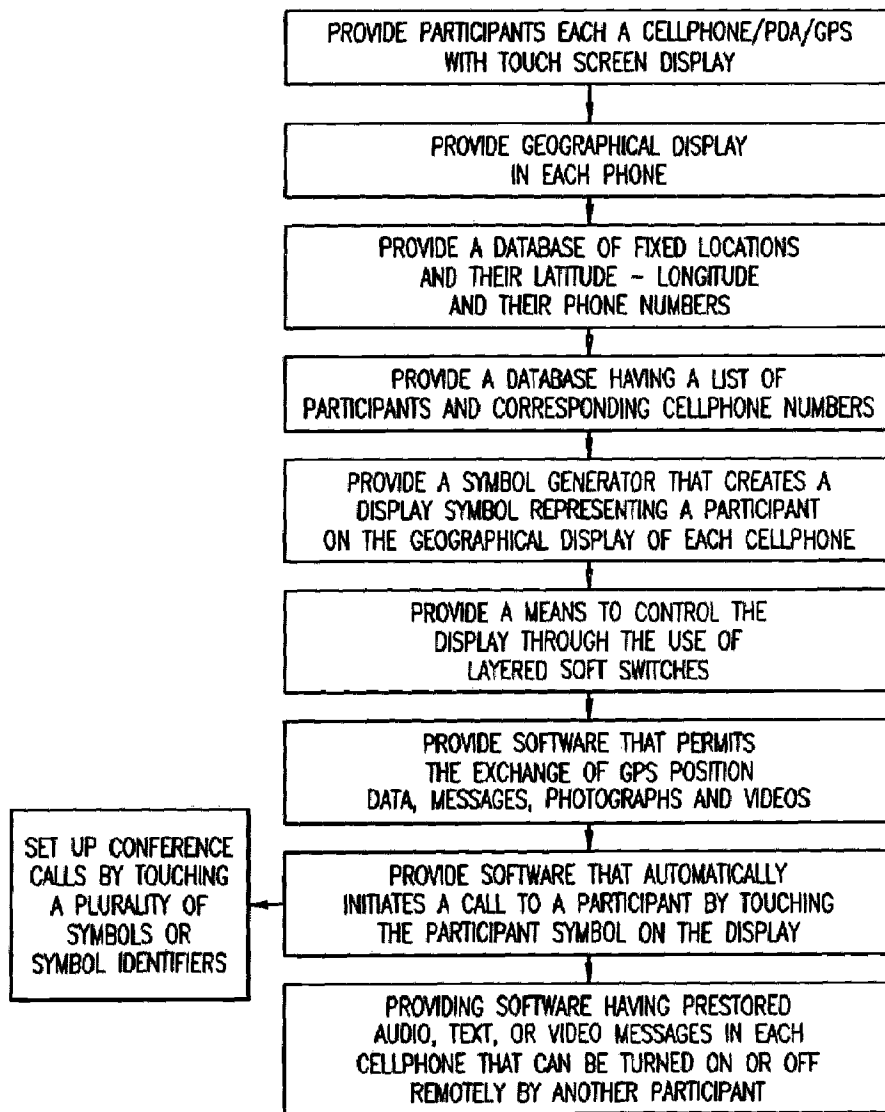 PROVIDE PARTICIPANTS EACH A CELLPHONE/PDA/GPS
WITH TOUCH SCREEN DISPLAY
PROVIDE GEOGRAPHICAL DISPLAY
IN EACH PHONE
PROVIDE A DATABASE OF FIXED LOCATIONS
AND THEIR LATITUDE - LONGITUDE
AND THEIR PHONE NUMBERS
PROVIDE A DATABASE HAVING A LIST OF
PARTICIPANTS AND CORRESPONDING CELLPHONE NUMBERS
PROVIDE A SYMBOL GENERATOR THAT CREATES A
DISPLAY SYMBOL REPRESENTING A PARTICIPANT
ON THE GEOGRAPHICAL DISPLAY OF EACH CELLPHONE
PROVIDE A MEANS TO CONTROL THE
DISPLAY THROUGH THE USE OF
LAYERED SOFT SWITCHES
PROVIDE SOFTWARE THAT PERMITS
THE EXCHANGE OF GPS POSITION
DATA, MESSAGES, PHOTOGRAPHS AND VIDEOS
PROVIDE SOFTWARE THAT AUTOMATICALLY
INITIATES A CALL TO A PARTICIPANT BY TOUCHING
THE PARTICIPANT SYMBOL ON THE DISPLAY
SET UP CONFERENCE
CALLS BY TOUCHING
A PLURALITY OF
SYMBOLS OR
SYMBOL IDENTIFIERS
PROVIDING SOFTWARE HAVING PRESTORED
AUDIO, TEXT, OR VIDEO MESSAGES IN EACH
CELLPHONE THAT CAN BE TURNED ON OR OFF
REMOTELY BY ANOTHER PARTICIPANT